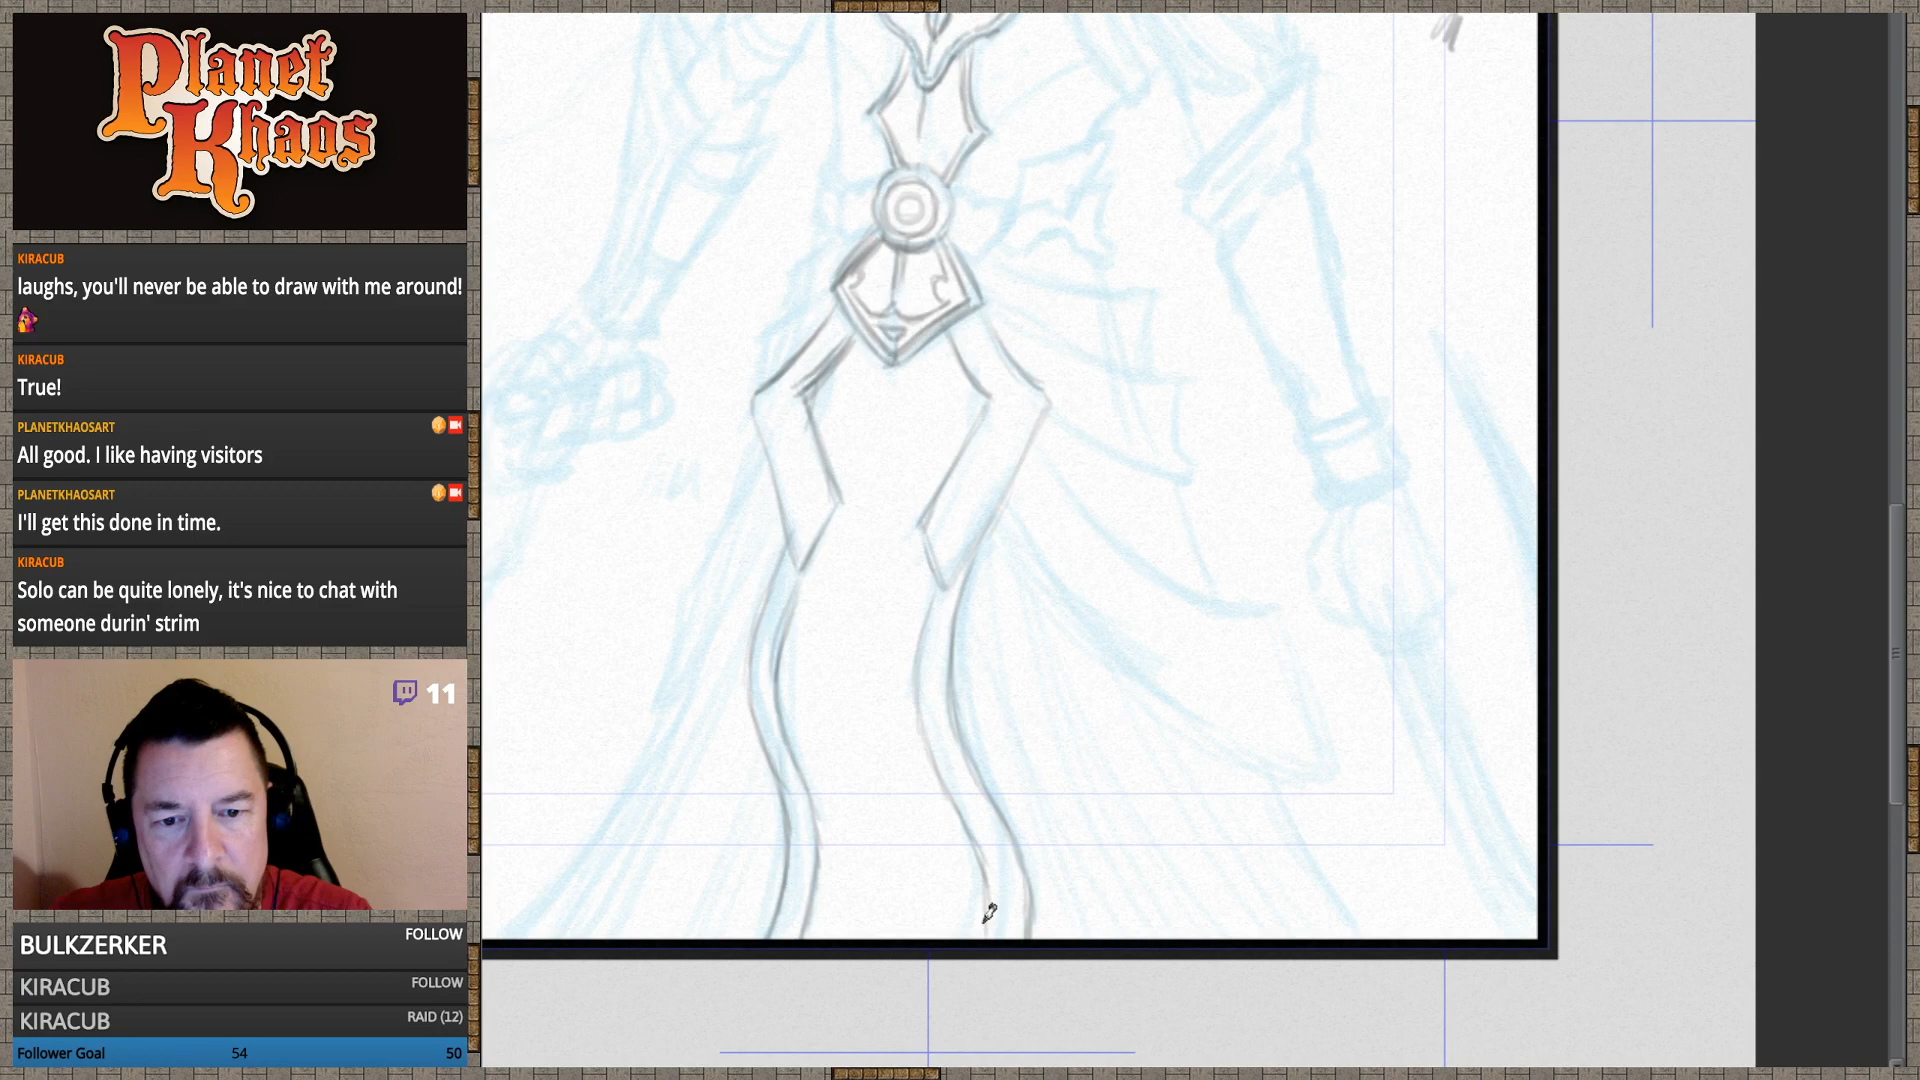 Planet
Khaos
KIRACUB
laughs, you'll never be able to draw with me around!
KIRACUB
True!
PLANETKHAOSART
All good. I like having visitors
PLANETKHAOSART
I'll get this done in time.
KIRACUB
Solo can be quite lonely, it's nice to chat with
someone durin' strim
11
BULKZERKER FOLLOW
KIRACUB FOLLOW
KIRACUB RAID (12)
Follower Goal 54 50